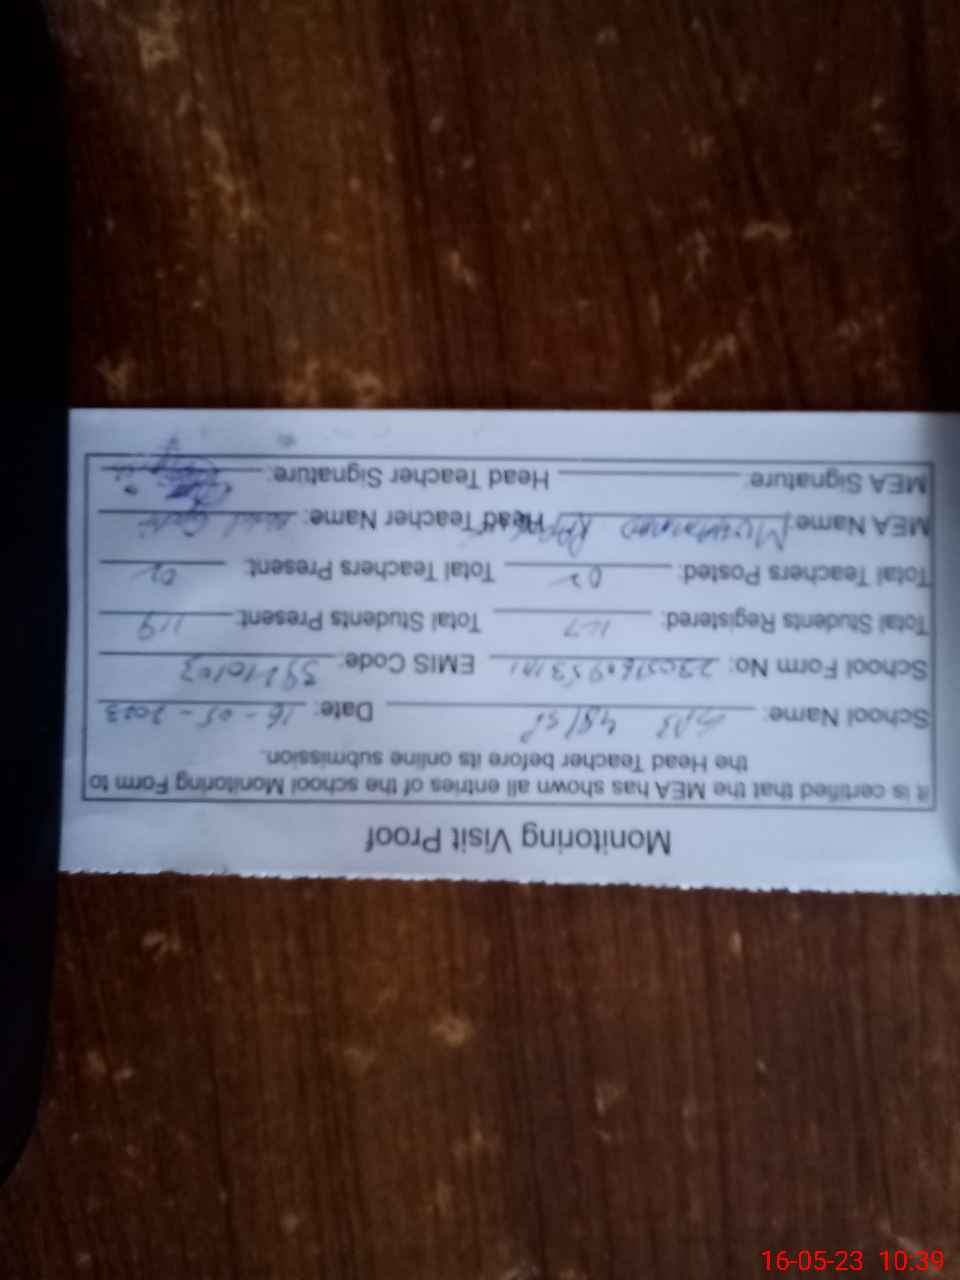 Monitoring Visit Proof
it is certified that the MEA has shown all entries of the school Monitoring Form to
the Head Teacher before its online submission.
School Name: 481 Date: 16-05-2023
School Form No: EMIS Code:
Total Students Registered: Total Students Present: 119
Total Teachers Posted: 02 Total Teachers Present: 02
MEA Name: Muhammad Head Teacher Name:
MEA Signature: Head Teacher Signature:
16-05-23 10:39